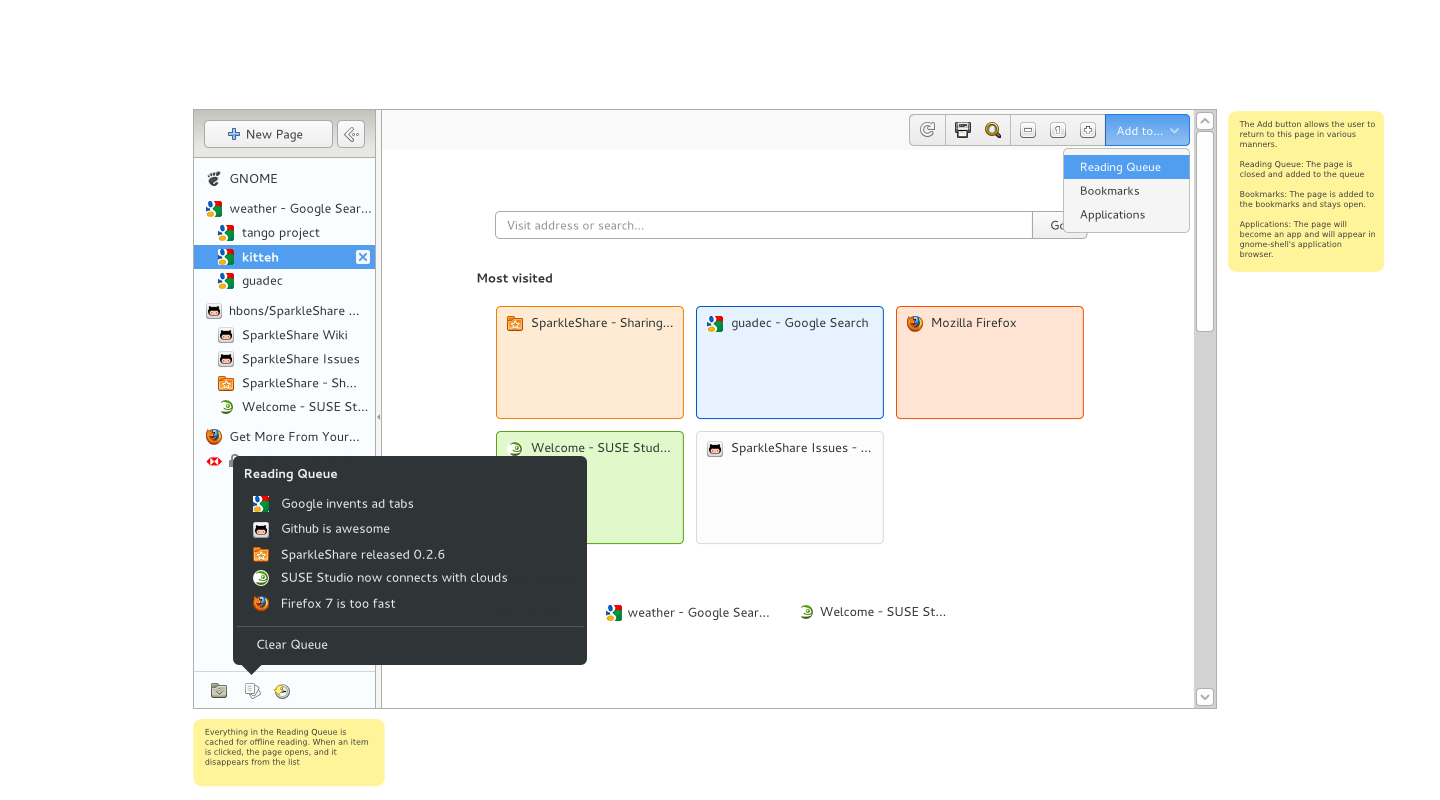 New Page
GNOME
weather - Google Sear...
tango project
kitteh
guadec
hbons/SparkleShare ...
SparkleShare Wiki
SparkleShare Issues
SparkleShare - Sh...
Welcome - SUSE St...
Get More From Your...
Add to...
Reading Queue
Bookmarks
Applications
Visit address or search...
Go
Most visited
SparkleShare - Sharing...
guadec - Google Search
Mozilla Firefox
Welcome - SUSE Stud...
SparkleShare Issues - ...
weather - Google Sear...
Welcome - SUSE St...
Reading Queue
Google invents ad tabs
Github is awesome
SparkleShare released 0.2.6
SUSE Studio now connects with clouds
Firefox 7 is too fast
Clear Queue
The Add button allows the user to
return to this page in various
manners.
Reading Queue: The page is
closed and added to the queue
Bookmarks: The page is added to
the bookmarks and stays open.
Applications: The page will
become an app and will appear in
gnome-shell's application
browser.
Everything in the Reading Queue is
cached for offline reading. When an item
is clicked, the page opens, and it
disappears from the list